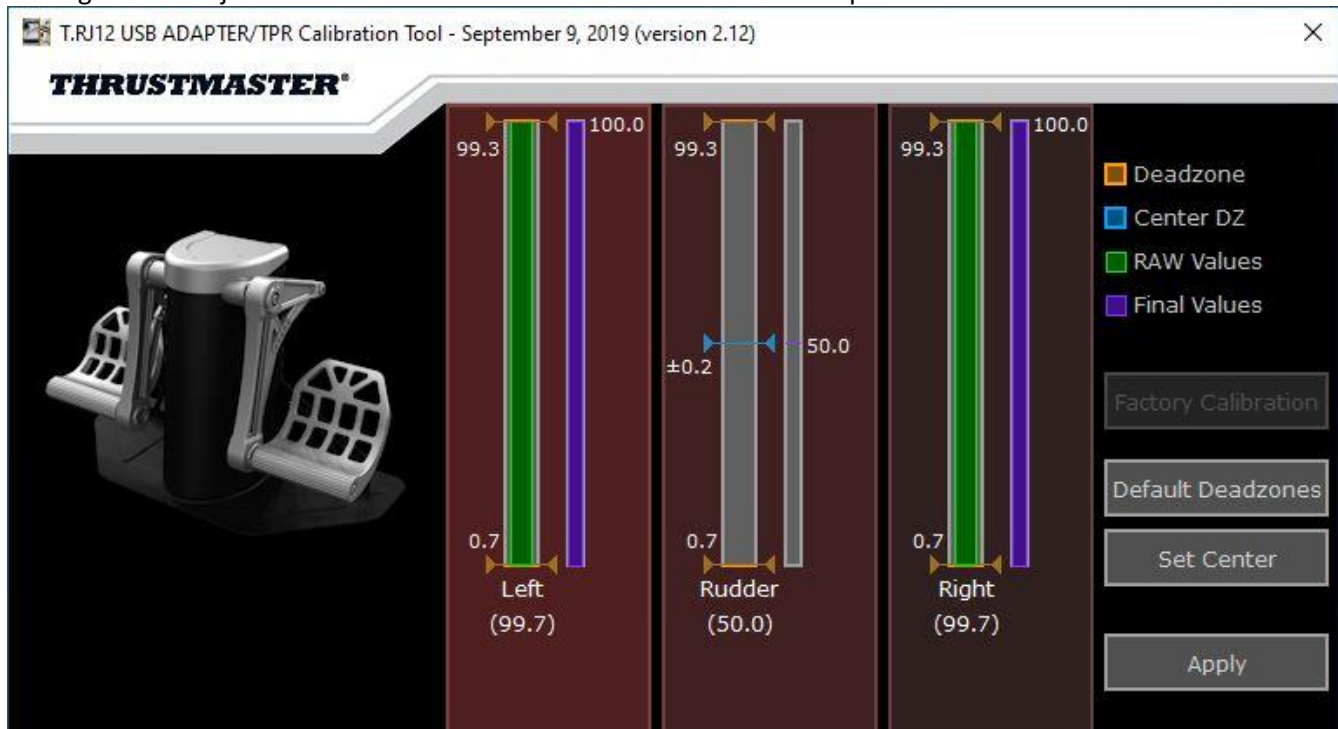 T.RJ12 USB ADAPTER/TPR Calibration Tool - September 9, 2019 (version 2.12)
THRUSTMASTER®
100.0
99.3
99.3
99.3
100.0
Deadzone
Center DZ
RAW Values
Final Values
50.0
±0.2
Factory Calibration
Default Deadzones
0.7
0.7
0.7
Set Center
Left
Rudder
Right
(99.7)
(50.0)
(99.7)
Apply